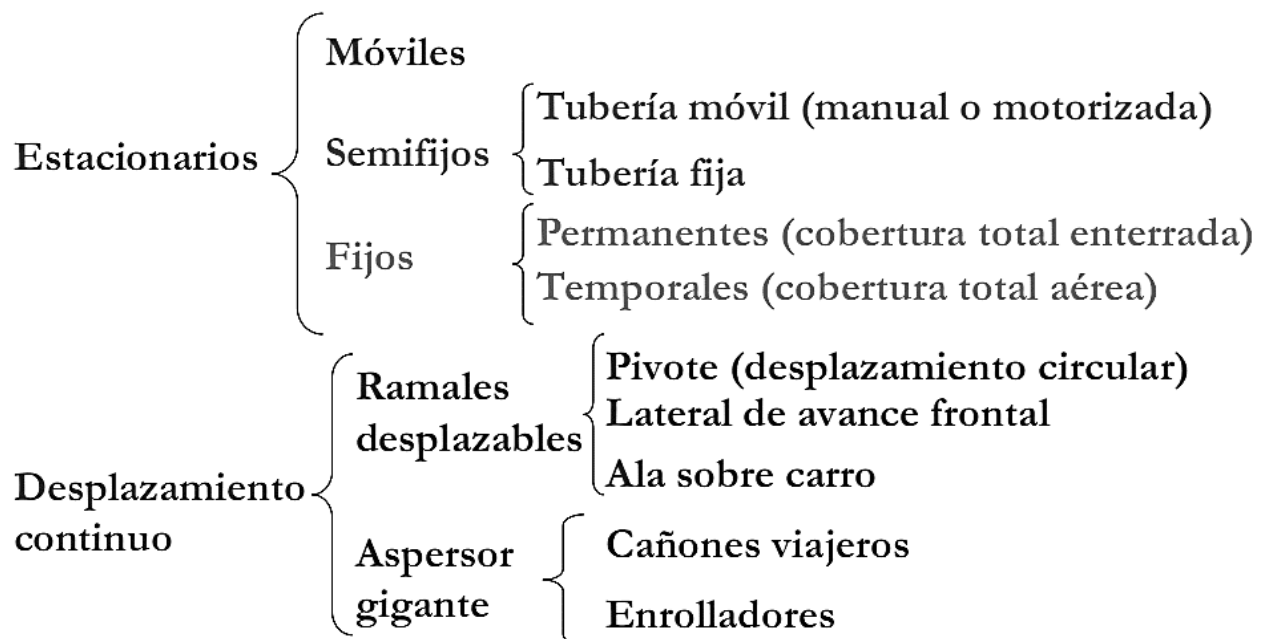 Estacionarios
Móviles
Semifijos
Tubería móvil (manual o motorizada)
Tubería fija
Fijos
Permanentes (cobertura total enterrada)
Temporales (cobertura total aérea)
Desplazamiento
continuo
Ramales
desplazables
Pivote (desplazamiento circular)
Lateral de avance frontal
Ala sobre carro
Aspersor
gigante
Cañones viajeros
Enrolladores